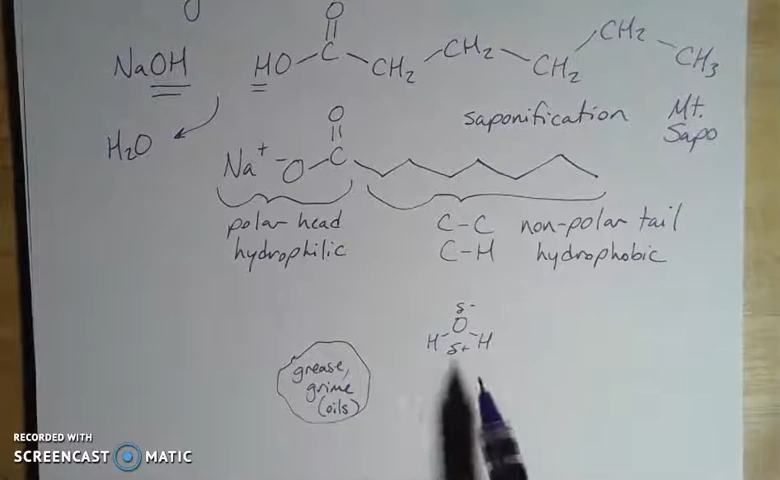 NaOH HO-C-CH2-CH2-CH2-CH2-CH3
O
H2O
saponification Mt. Sapo
O
Na+ -O-C
polar head C-C non-polar tail
hydrophilic C-H hydrophobic
δ-
O
H H
δ+
grease,
grime
(oils)
RECORDED WITH
SCREENCAST MATIC